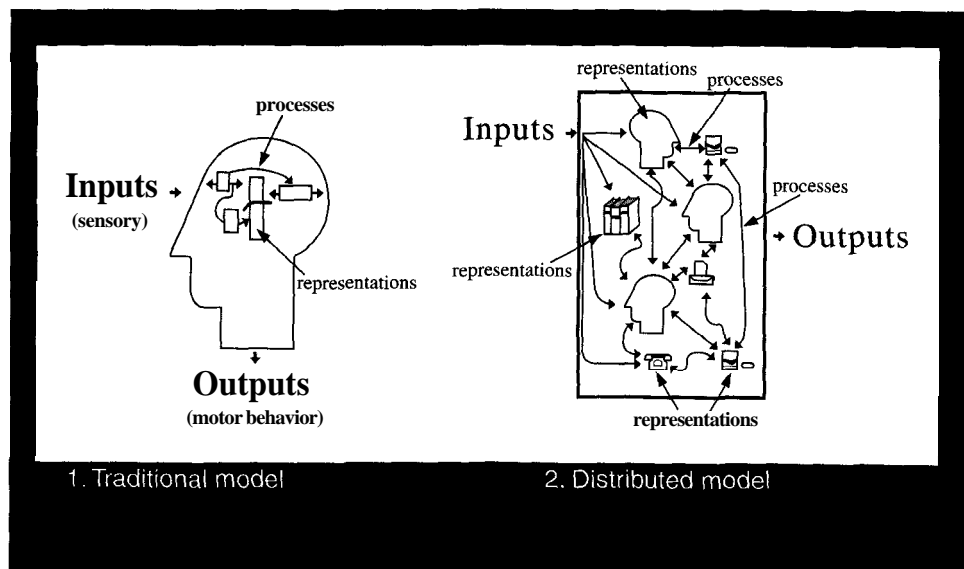 processes
Inputs
(sensory)
representations
Outputs
(motor behavior)
1. Traditional model
representations
processes
Inputs
processes
Outputs
representations
representations
2. Distributed model